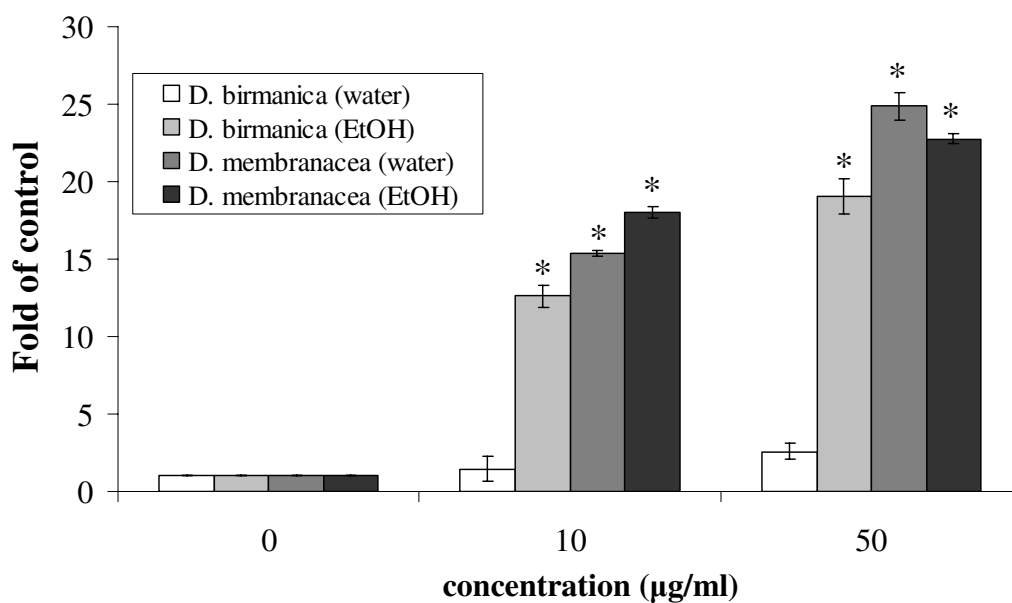 30
25
20
15
10
5
0
Fold of control
D. birmanica (water)
D. birmanica (EtOH)
D. membranacea (water)
D. membranacea (EtOH)
*
*
*
*
*
*
0
10
50
concentration (µg/ml)